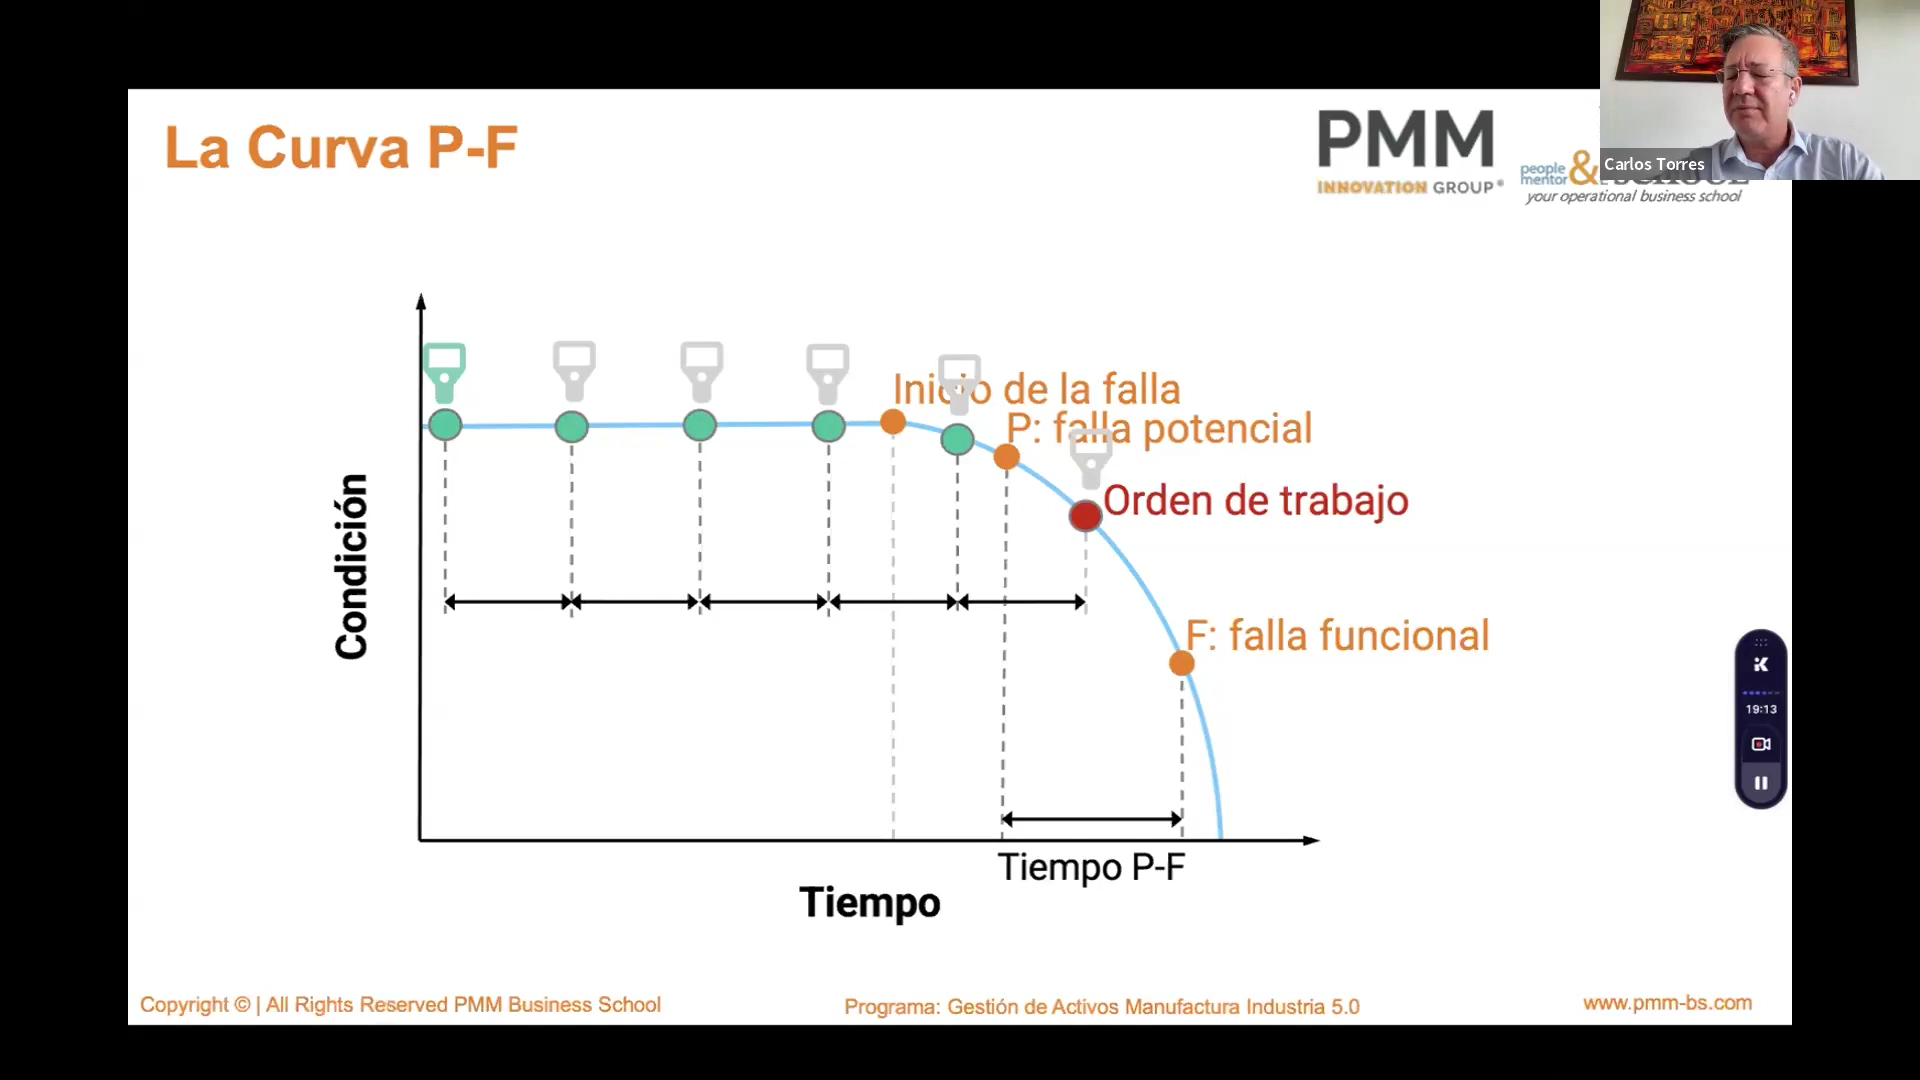 La Curva P-F
PMM
INNOVATION GROUP®
people
mentor &
SCHOOL
your operational business school
Carlos Torres
Inicio de la falla
P: falla potencial
Orden de trabajo
F: falla funcional
Condición
Tiempo P-F
Tiempo
19:13
Copyright © | All Rights Reserved PMM Business School
Programa: Gestión de Activos Manufactura Industria 5.0
www.pmm-bs.com